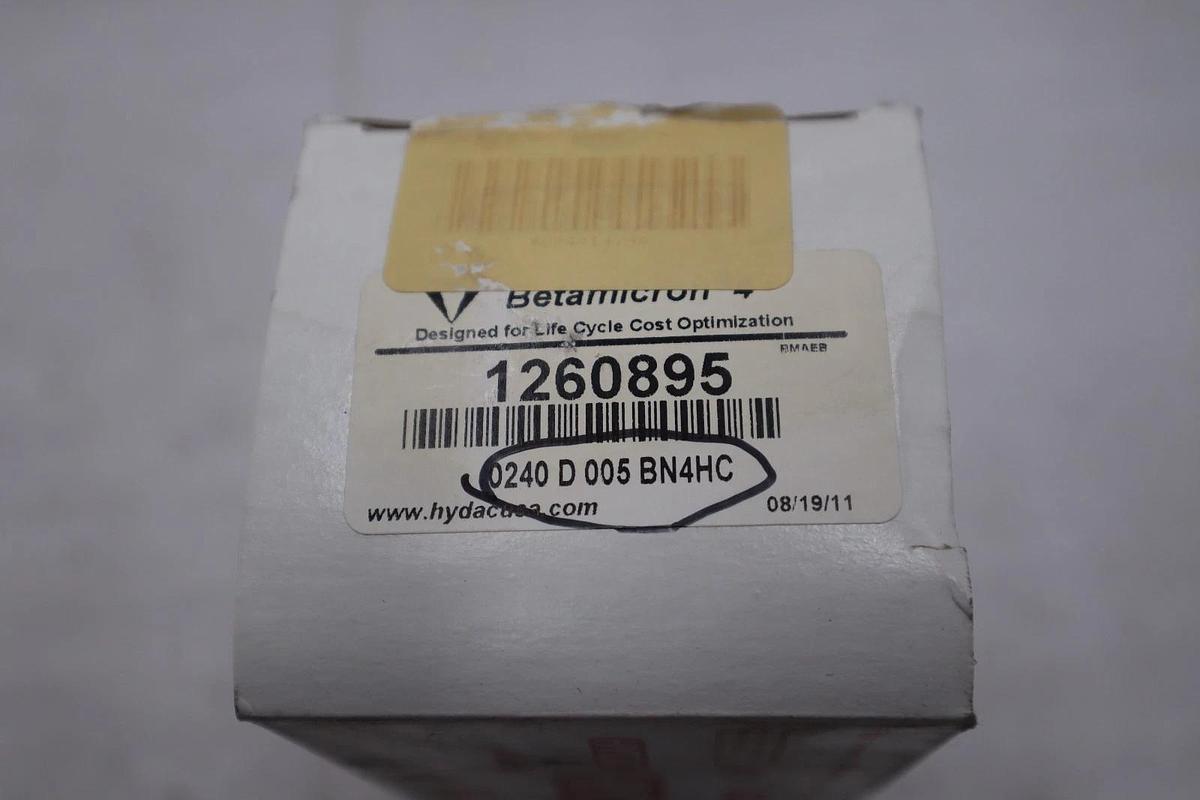 Betamicron 4
Designed for Life Cycle Cost Optimization
BMAEB
1260895
0240 D 005 BN4HC
www.hydacusa.com
08/19/11